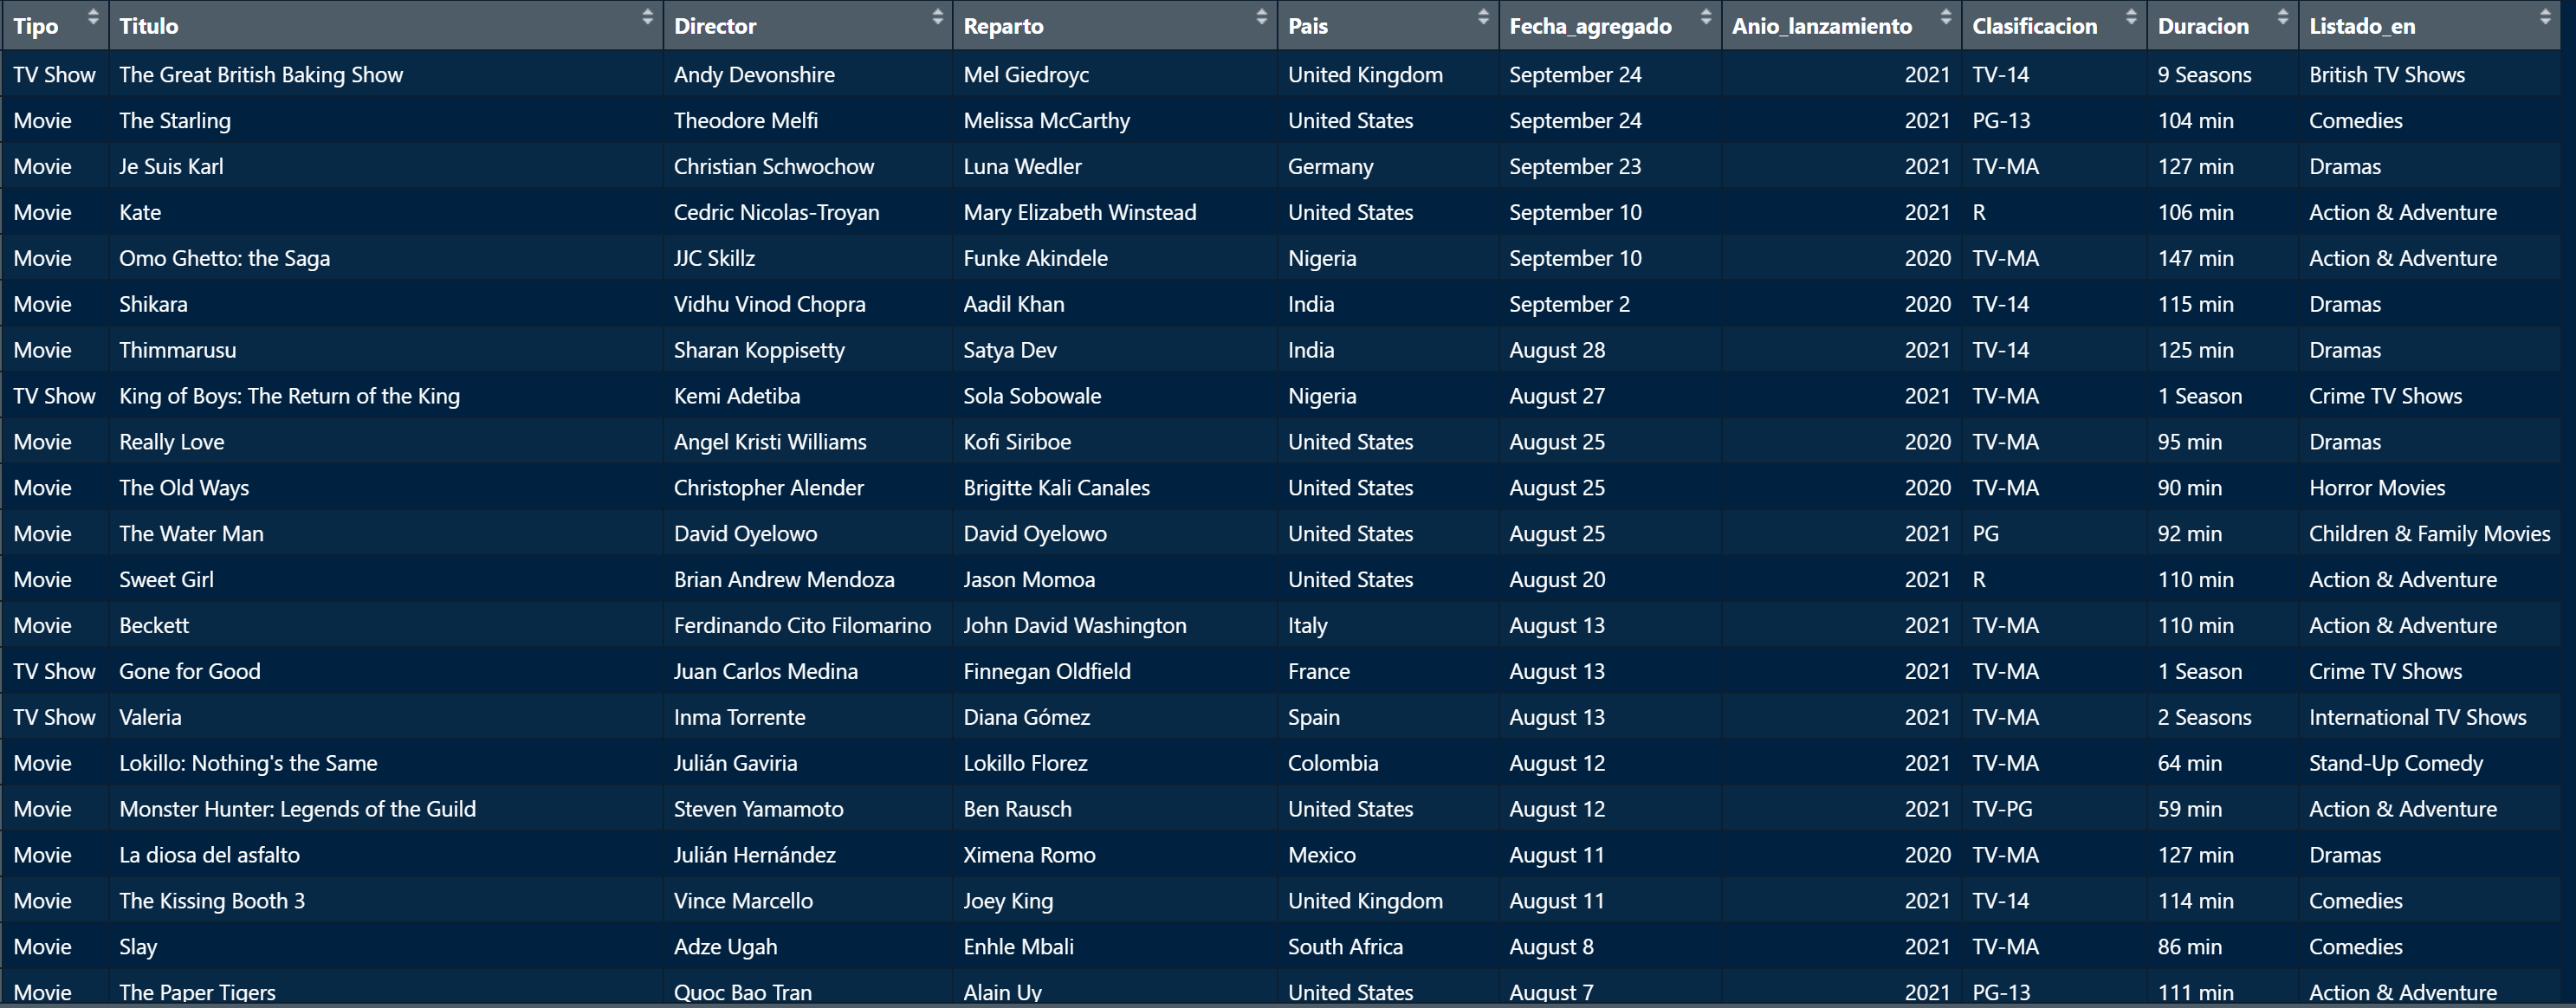 Tipo Titulo Director Reparto Pais Fecha_agregado Anio_lanzamiento Clasificacion Duracion Listado_en
TV Show The Great British Baking Show Andy Devonshire Mel Giedroyc United Kingdom September 24 2021 TV-14 9 Seasons British TV Shows
Movie The Starling Theodore Melfi Melissa McCarthy United States September 24 2021 PG-13 104 min Comedies
Movie Je Suis Karl Christian Schwochow Luna Wedler Germany September 23 2021 TV-MA 127 min Dramas
Movie Kate Cedric Nicolas-Troyan Mary Elizabeth Winstead United States September 10 2021 R 106 min Action & Adventure
Movie Omo Ghetto: the Saga JJC Skillz Funke Akindele Nigeria September 10 2020 TV-MA 147 min Action & Adventure
Movie Shikara Vidhu Vinod Chopra Aadil Khan India September 2 2020 TV-14 115 min Dramas
Movie Thimmarusu Sharan Koppisetty Satya Dev India August 28 2021 TV-14 125 min Dramas
TV Show King of Boys: The Return of the King Kemi Adetiba Sola Sobowale Nigeria August 27 2021 TV-MA 1 Season Crime TV Shows
Movie Really Love Angel Kristi Williams Kofi Siriboe United States August 25 2020 TV-MA 95 min Dramas
Movie The Old Ways Christopher Alender Brigitte Kali Canales United States August 25 2020 TV-MA 90 min Horror Movies
Movie The Water Man David Oyelowo David Oyelowo United States August 25 2021 PG 92 min Children & Family Movies
Movie Sweet Girl Brian Andrew Mendoza Jason Momoa United States August 20 2021 R 110 min Action & Adventure
Movie Beckett Ferdinando Cito Filomarino John David Washington Italy August 13 2021 TV-MA 110 min Action & Adventure
TV Show Gone for Good Juan Carlos Medina Finnegan Oldfield France August 13 2021 TV-MA 1 Season Crime TV Shows
TV Show Valeria Inma Torrente Diana Gómez Spain August 13 2021 TV-MA 2 Seasons International TV Shows
Movie Lokillo: Nothing's the Same Julián Gaviria Lokillo Florez Colombia August 12 2021 TV-MA 64 min Stand-Up Comedy
Movie Monster Hunter: Legends of the Guild Steven Yamamoto Ben Rausch United States August 12 2021 TV-PG 59 min Action & Adventure
Movie La diosa del asfalto Julián Hernández Ximena Romo Mexico August 11 2020 TV-MA 127 min Dramas
Movie The Kissing Booth 3 Vince Marcello Joey King United Kingdom August 11 2021 TV-14 114 min Comedies
Movie Slay Adze Ugah Enhle Mbali South Africa August 8 2021 TV-MA 86 min Comedies
Movie The Paper Tigers Quoc Bao Tran Alain Uy United States August 7 2021 PG-13 111 min Action & Adventure